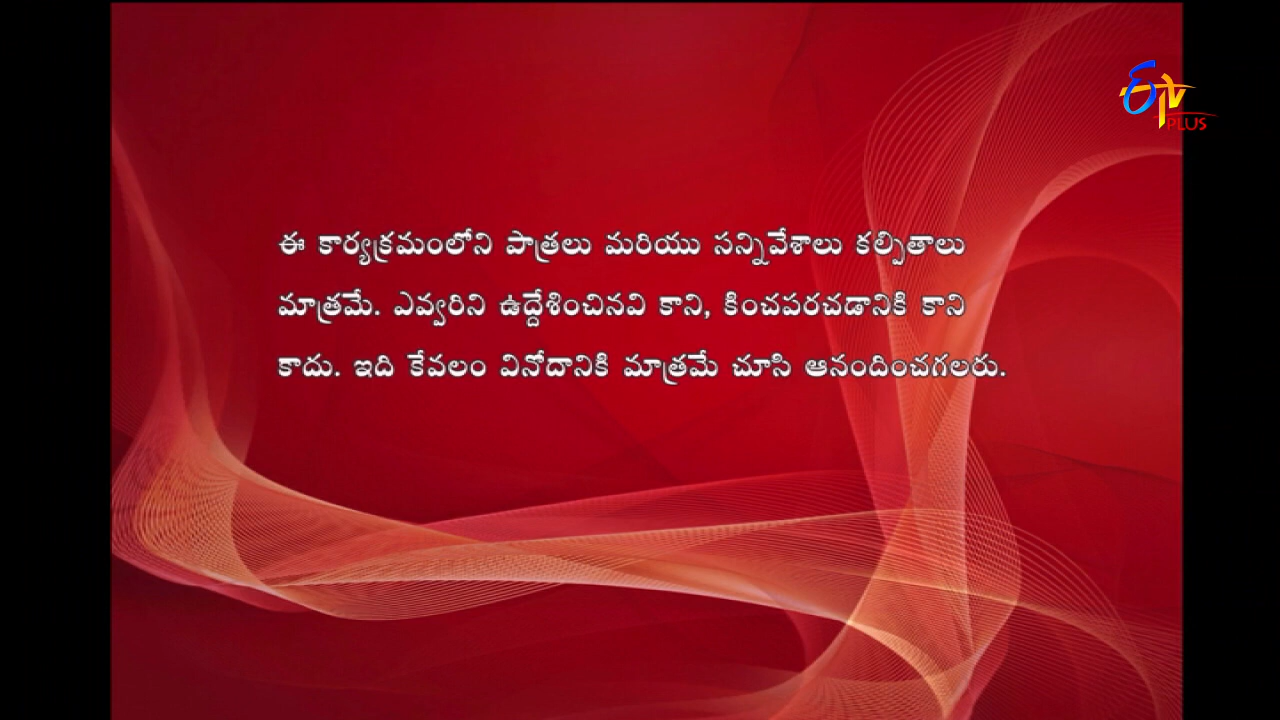 ETV
PLUS
ఈ కార్యక్రమంలోని పాత్రలు మరియు సన్నివేశాలు కల్పితాలు
మాత్రమే. ఎవ్వరిని ఉద్దేశించినవి కాని, కించపరచడానికి కాని
కాదు. ఇది కేవలం వినోదానికి మాత్రమే చూసి ఆనందించగలరు.